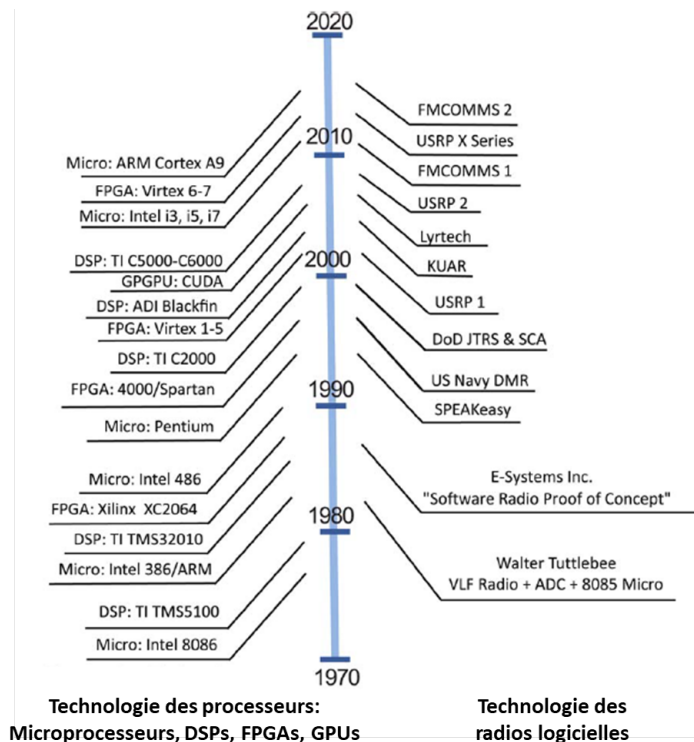 2020
FMCOMMS 2
USRP X Series
2010
Micro: ARM Cortex A9
FMCOMMS 1
FPGA: Virtex 6-7
USRP 2
Micro: Intel i3, i5, i7
Lyrtech
DSP: TI C5000-C6000
2000
KUAR
GPGPU: CUDA
DSP: ADI Blackfin
USRP 1
FPGA: Virtex 1-5
DoD JTRS & SCA
DSP: TI C2000
US Navy DMR
FPGA: 4000/Spartan
1990
SPEAKeasy
Micro: Pentium
E-Systems Inc.
Micro: Intel 486
"Software Radio Proof of Concept"
FPGA: Xilinx XC2064
1980
DSP: TI TMS32010
Walter Tuttlebee
Micro: Intel 386/ARM
VLF Radio + ADC + 8085 Micro
DSP: TI TMS5100
Micro: Intel 8086
1970
Technologie des processeurs:
Microprocesseurs, DSPs, FPGAs, GPUs
Technologie des
radios logicielles